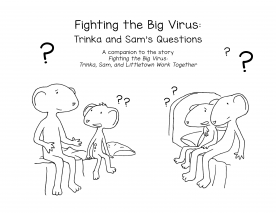 Fighting the Big Virus:
Trinka and Sam's Questions
A companion to the story
Fighting the Big Virus:
Trinka, Sam, and Littletown Work Together
?
?
?
? ?
? ?